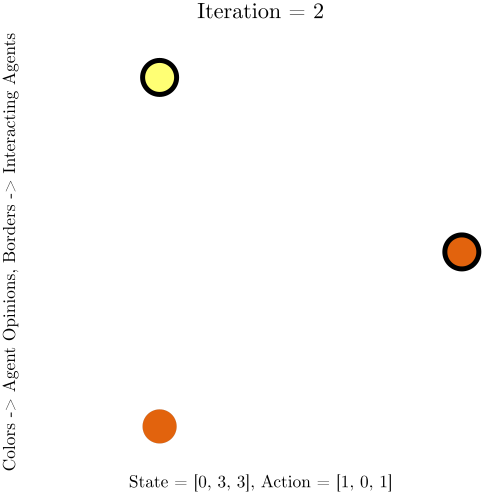 Iteration = 2
Colors -> Agent Opinions, Borders -> Interacting Agents
State = [0, 3, 3], Action = [1, 0, 1]